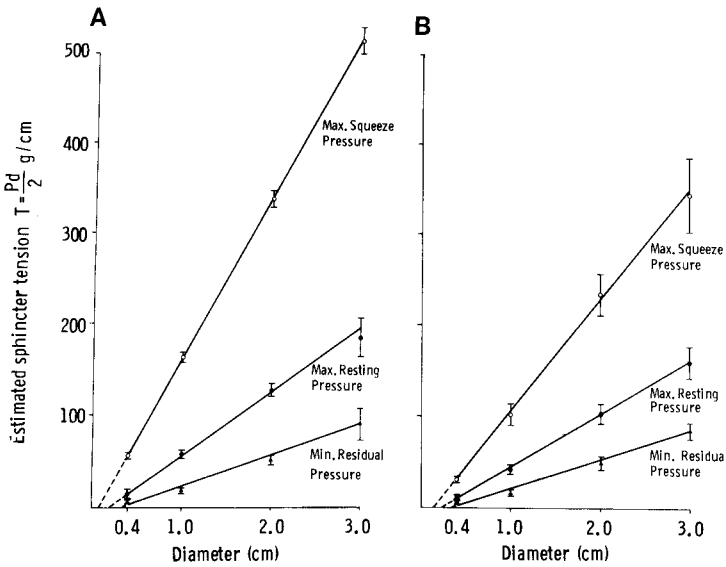 A
B
500
400
300
200
100
Estimated sphincter tension T = Pd/2 g/cm
Max. Squeeze
Pressure
Max. Resting
Pressure
Min. Residual
Pressure
0.4 1.0 2.0 3.0
Diameter (cm)
Max. Squeeze
Pressure
Max. Resting
Pressure
Min. Residual
Pressure
0.4 1.0 2.0 3.0
Diameter (cm)